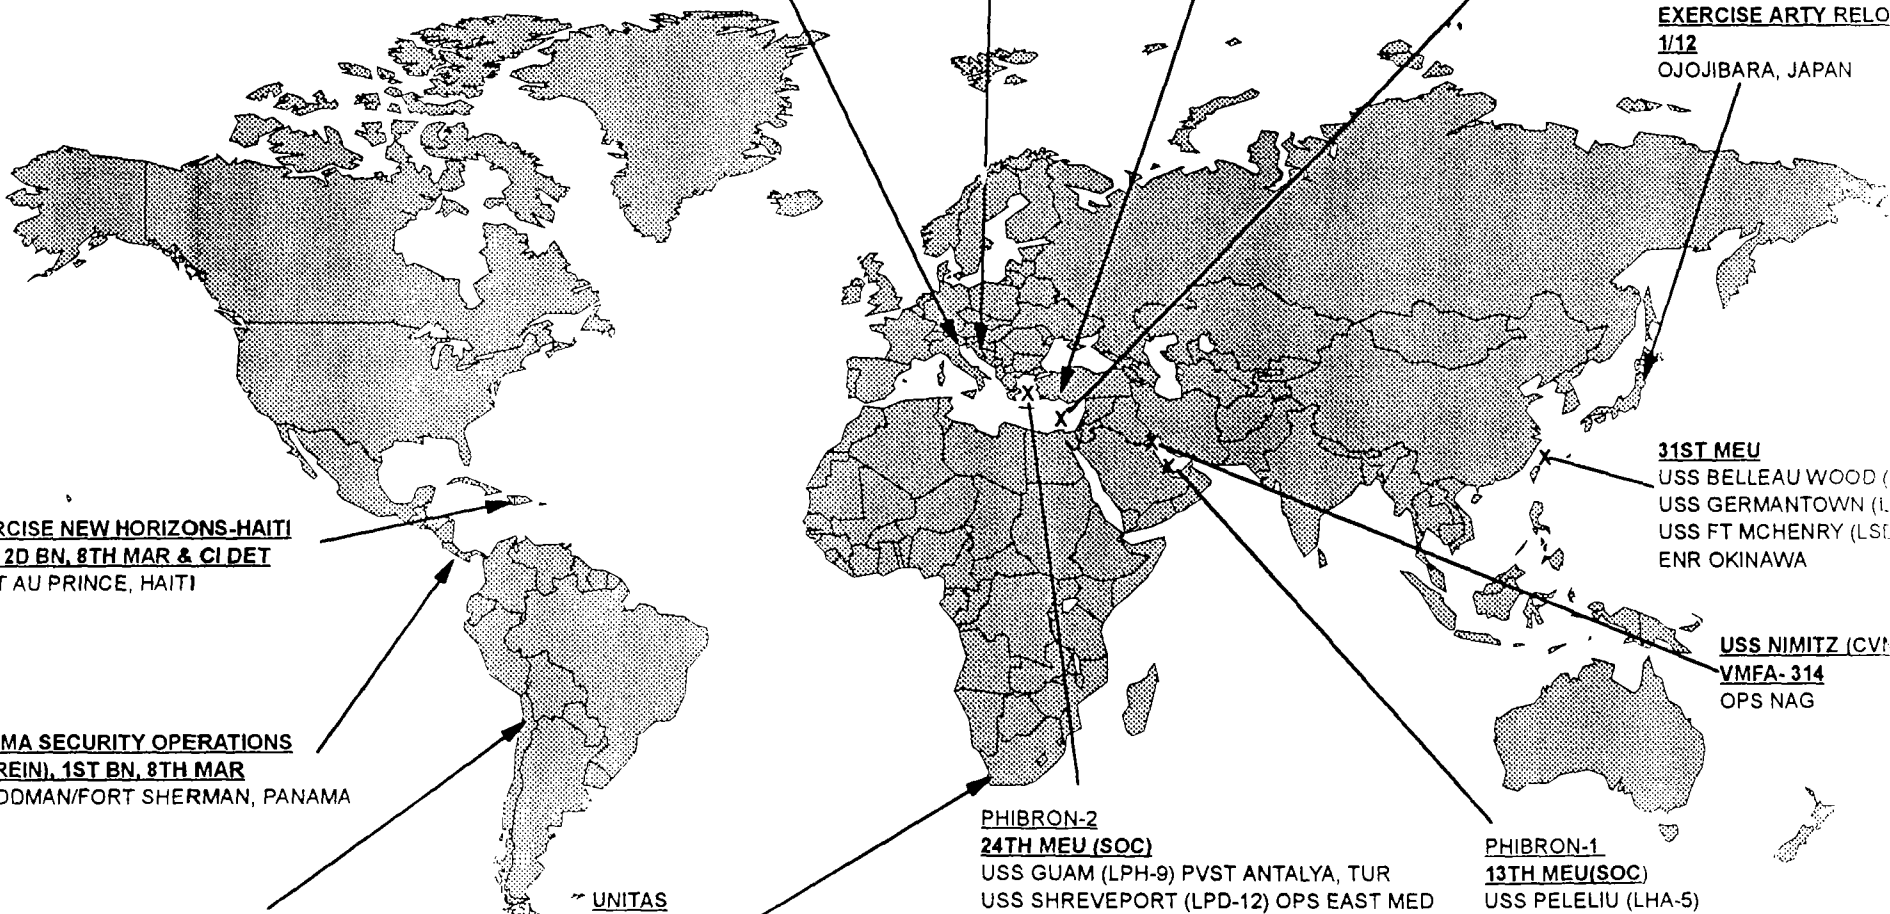 EXERCISE ARTY RELO
1/12
OJOJIBARA, JAPAN
31ST MEU
USS BELLEAU WOOD (
USS GERMANTOWN (L
USS FT MCHENRY (LSD
ENR OKINAWA
RCISE NEW HORIZONS-HAITI
2D BN, 8TH MAR & CI DET
T AU PRINCE, HAITI
USS NIMITZ (CVN
VMFA- 314
OPS NAG
MA SECURITY OPERATIONS
REIN), 1ST BN, 8TH MAR
DDMAN/FORT SHERMAN, PANAMA
PHIBRON-2
24TH MEU (SOC)
USS GUAM (LPH-9) PVST ANTALYA, TUR
USS SHREVEPORT (LPD-12) OPS EAST MED
PHIBRON-1
13TH MEU(SOC)
USS PELELIU (LHA-5)
UNITAS